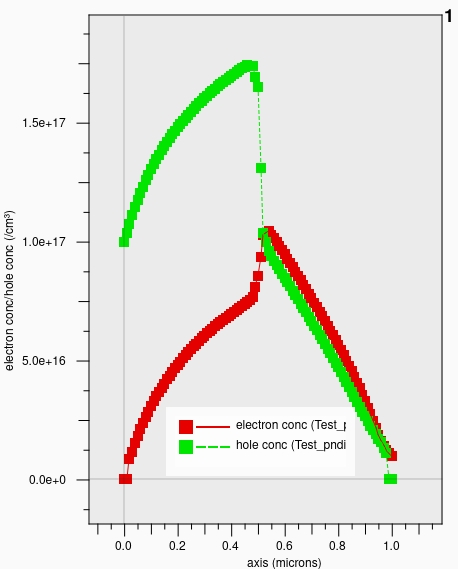 1
electron conc/hole conc (/cm³)
1.5e+17
1.0e+17
5.0e+16
0.0e+0
electron conc (Test_p
hole conc (Test_pndi
0.0
0.2
0.4
0.6
0.8
1.0
axis (microns)